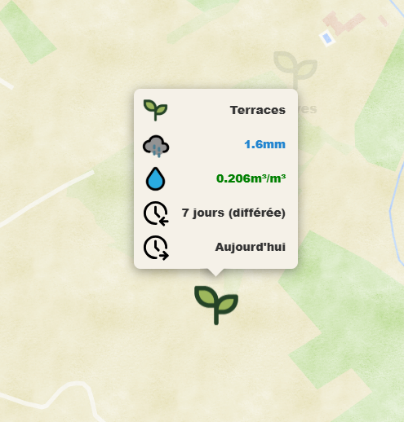 Terraces
1.6mm
0.206m³/m³
7 jours (différée)
Aujourd'hui